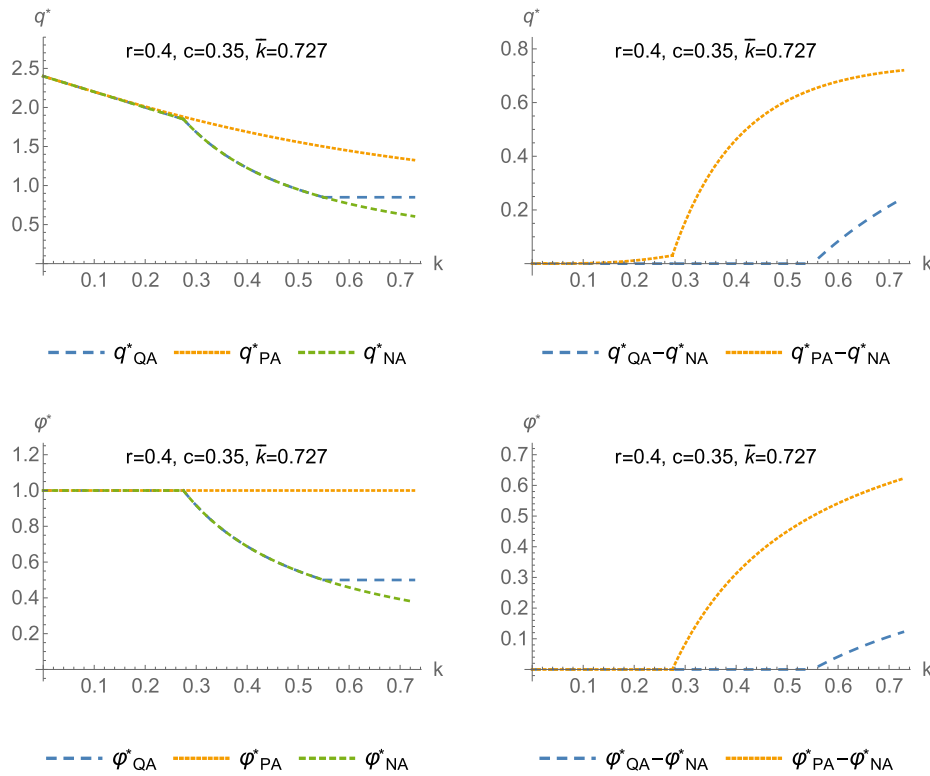 q*
r=0.4, c=0.35, k̅=0.727
2.5
2.0
1.5
1.0
0.5
0.1 0.2 0.3 0.4 0.5 0.6 0.7 k
q*QA q*PA q*NA
q*
r=0.4, c=0.35, k̅=0.727
0.8
0.6
0.4
0.2
0.1 0.2 0.3 0.4 0.5 0.6 0.7 k
q*QA−q*NA q*PA−q*NA
φ*
r=0.4, c=0.35, k̅=0.727
1.2
1.0
0.8
0.6
0.4
0.2
0.1 0.2 0.3 0.4 0.5 0.6 0.7 k
φ*QA φ*PA φ*NA
φ*
r=0.4, c=0.35, k̅=0.727
0.7
0.6
0.5
0.4
0.3
0.2
0.1
0.1 0.2 0.3 0.4 0.5 0.6 0.7 k
φ*QA−φ*NA φ*PA−φ*NA